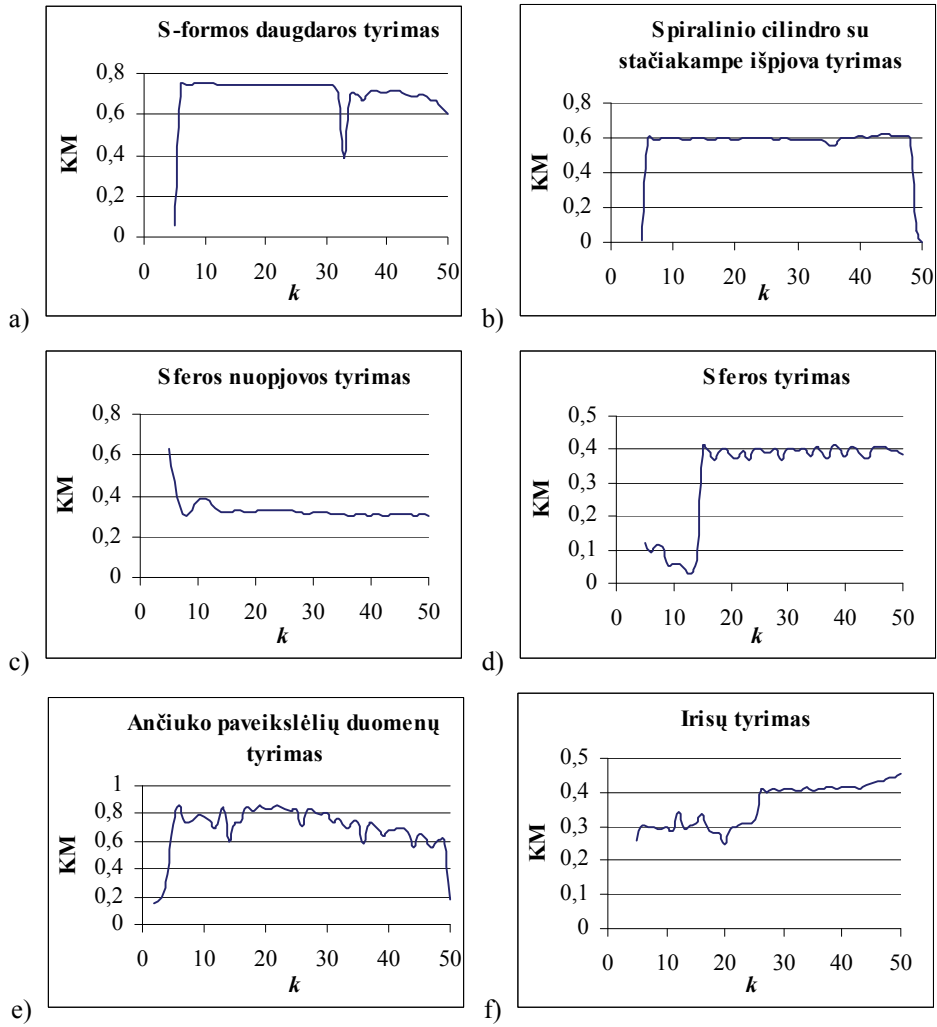 S-formos daugdaros tyrimas
KM
0,8
0,6
0,4
0,2
0
0 10 20 30 40 50
k
a)
Spiralinio cilindro su
stačiakampe išpjova tyrimas
KM
0,8
0,6
0,4
0,2
0
0 10 20 30 40 50
k
b)
Sferos nuopjovos tyrimas
KM
0,8
0,6
0,4
0,2
0
0 10 20 30 40 50
k
c)
Sferos tyrimas
KM
0,5
0,4
0,3
0,2
0,1
0
0 10 20 30 40 50
k
d)
Ančiuko paveikslėlių duomenų
tyrimas
KM
1
0,8
0,6
0,4
0,2
0
0 10 20 30 40 50
k
e)
Irisų tyrimas
KM
0,5
0,4
0,3
0,2
0,1
0
0 10 20 30 40 50
k
f)